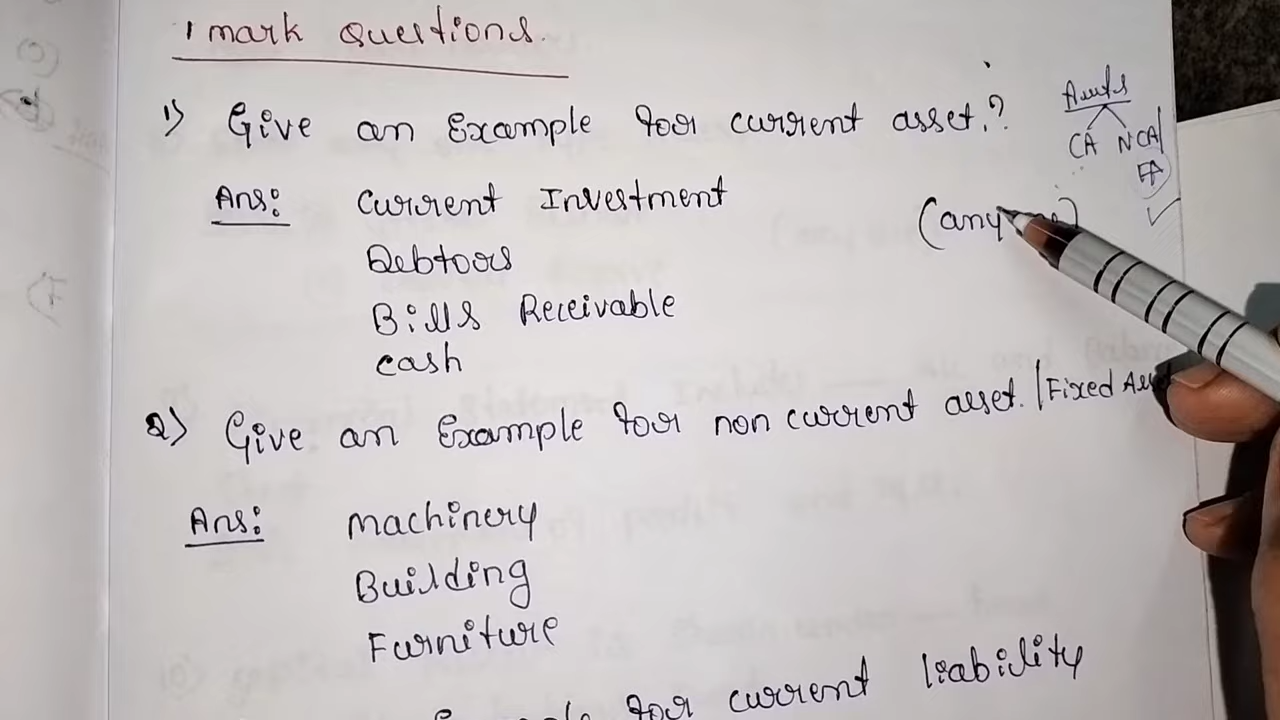 1 mark Questions.
1) Give an Example for current asset.?
Assets
CA NCA/
FA
Ans: Current Investment
(any
Debtors
Bills Receivable
cash
2) Give an Example for non current asset. / Fixed Asset
Ans: Machinery
Building
Furniture
Example for current liability